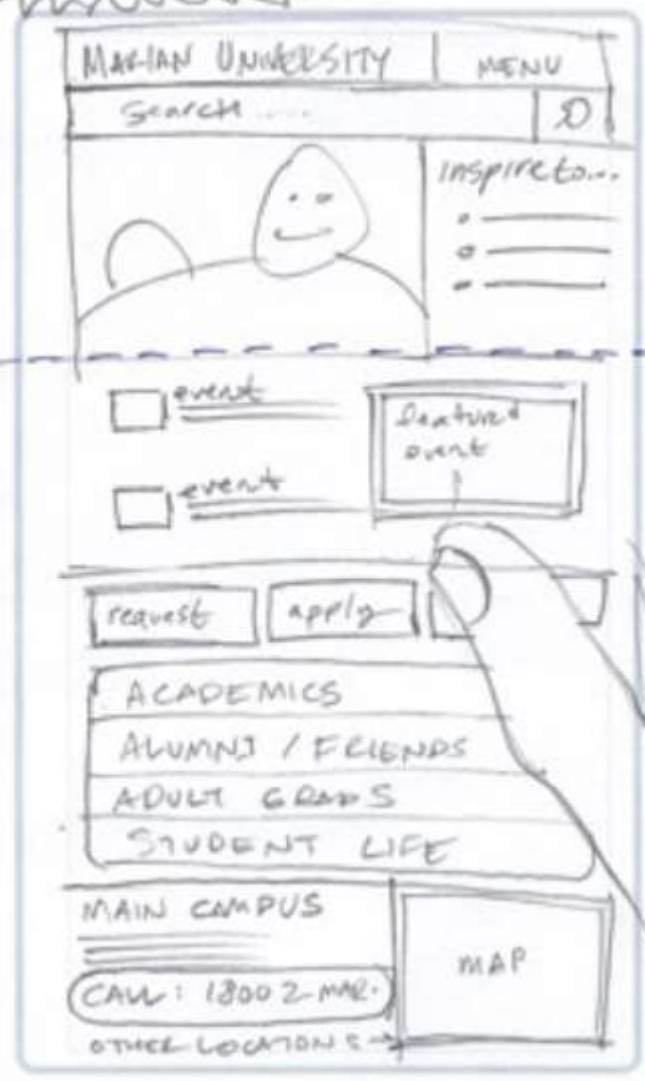 MARIAN UNIVERSITY MENU
Search .....
inspire to...
event
featured
event
event
request apply
ACADEMICS
ALUMNI / FRIENDS
ADULT GRADS
STUDENT LIFE
MAIN CAMPUS
MAP
CALL: 1800 2-MAR.
OTHER LOCATIONS →